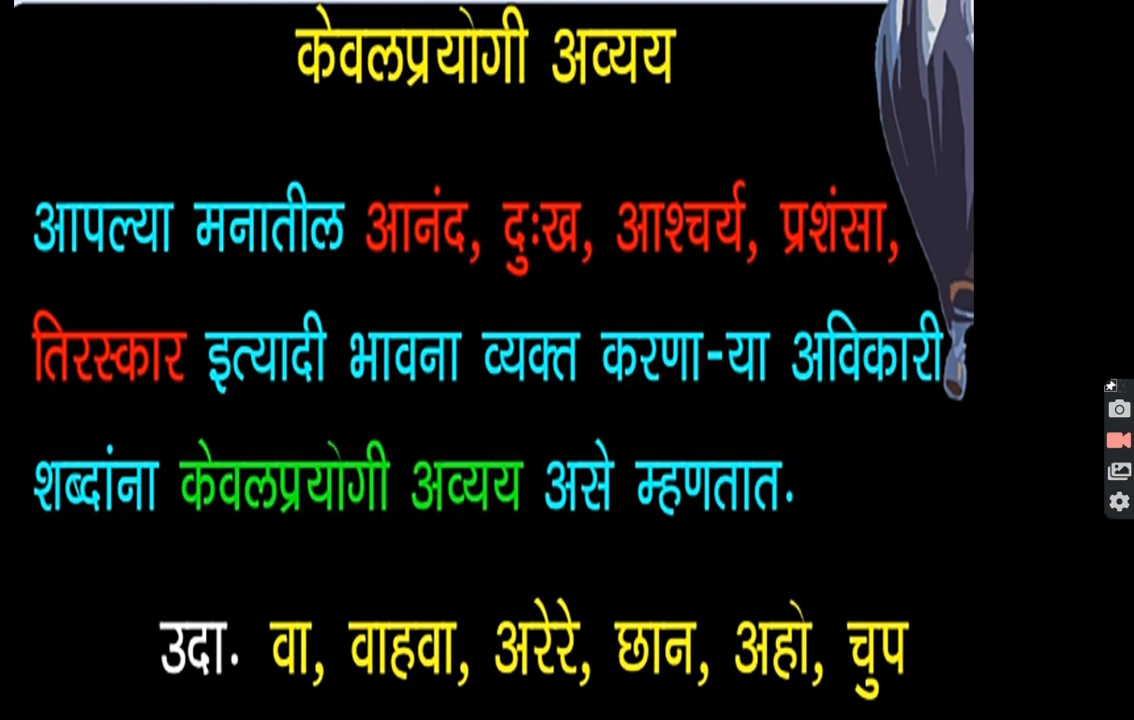 केवलप्रयोगी अव्यय
आपल्या मनातील आनंद, दुःख, आश्चर्य, प्रशंसा,
तिरस्कार इत्यादी भावना व्यक्त करणा-या अविकारी
शब्दांना केवलप्रयोगी अव्यय असे म्हणतात.
उदा. वा, वाहवा, अरेरे, छान, अहो, चुप